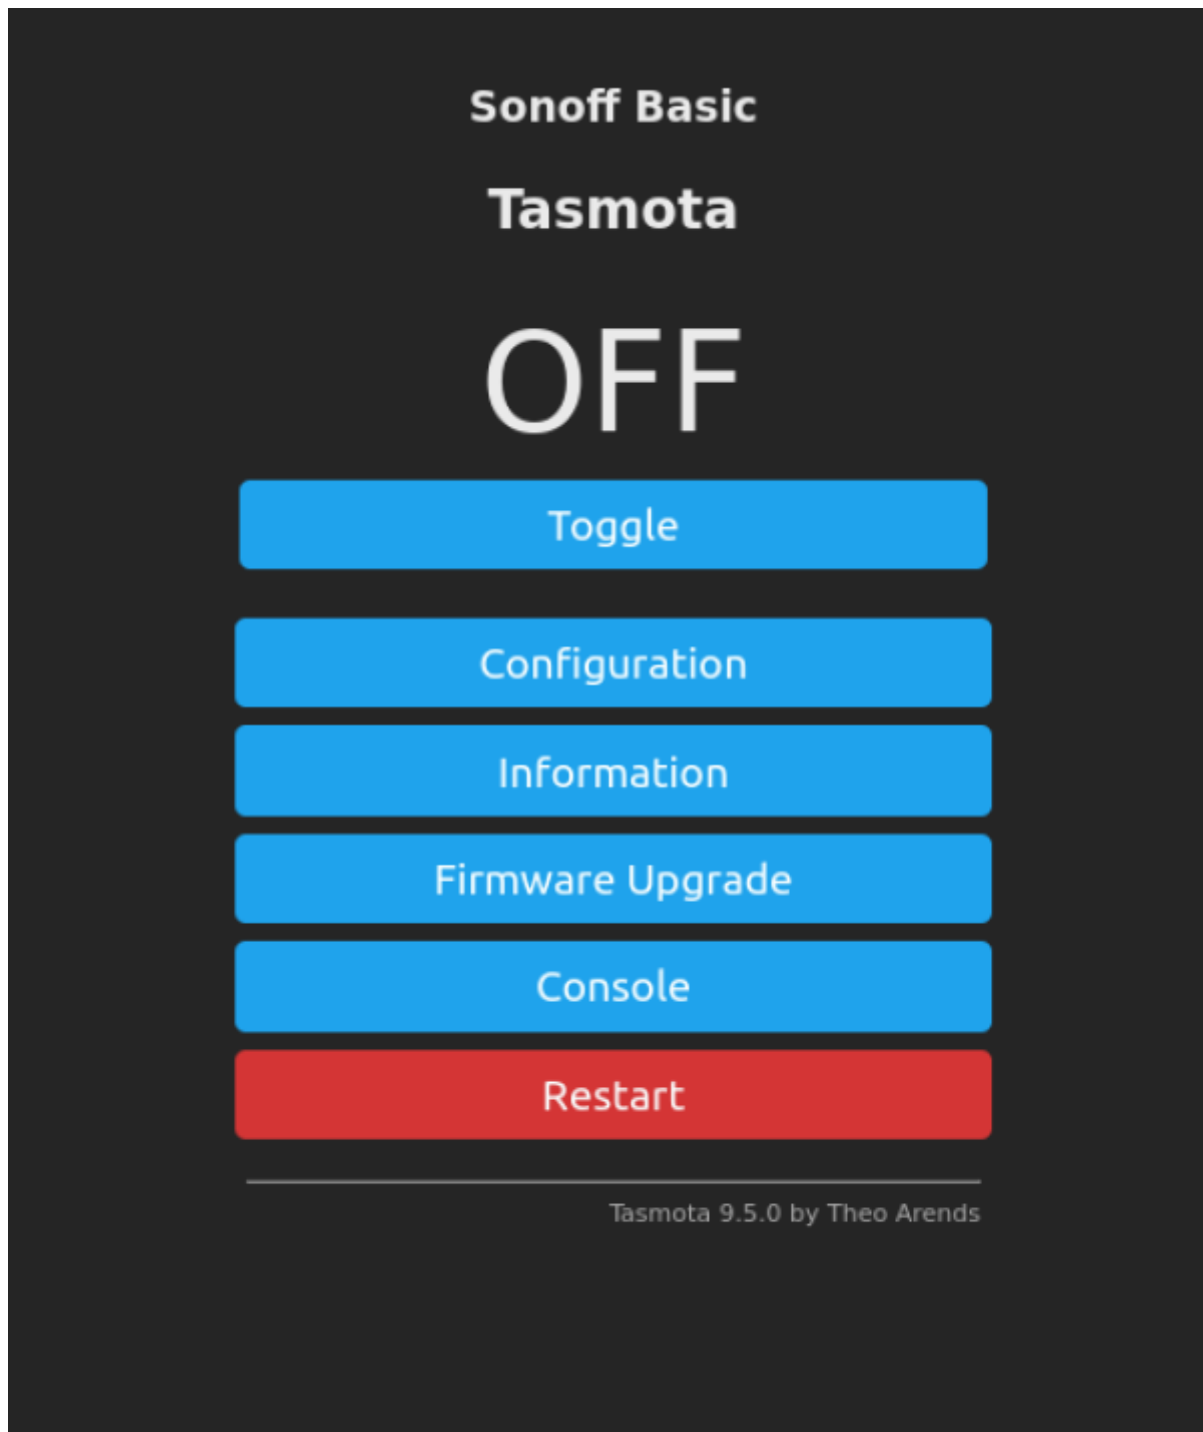 Sonoff Basic
Tasmota
OFF
Toggle
Configuration
Information
Firmware Upgrade
Console
Restart
Tasmota 9.5.0 by Theo Arends